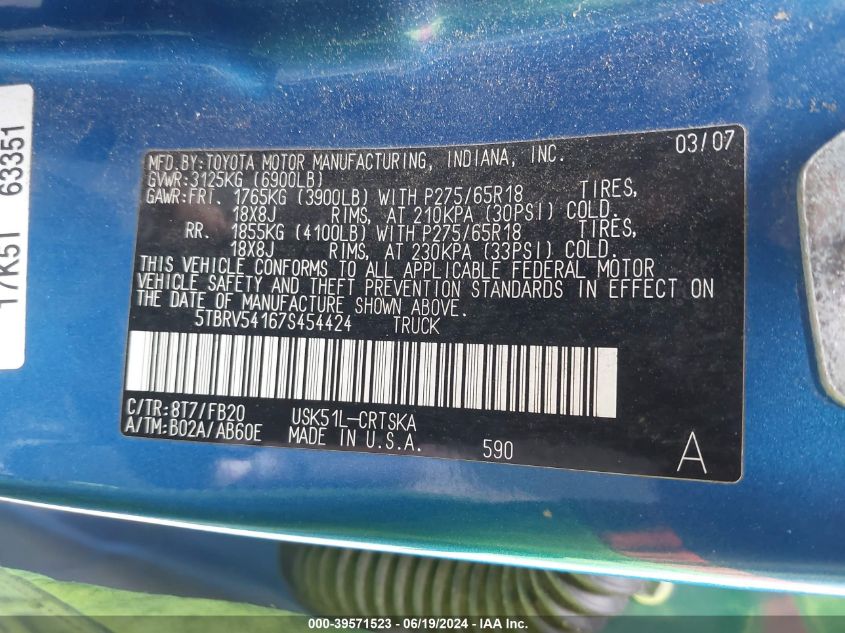 17K51 63351
03/07
MFD.BY:TOYOTA MOTOR MANUFACTURING, INDIANA, INC.
GVWR:3125KG (6900LB)
GAWR:FRT. 1765KG (3900LB) WITH P275/65R18 TIRES,
18X8J RIMS, AT 210KPA (30PSI) COLD.
RR. 1855KG (4100LB) WITH P275/65R18 TIRES,
18X8J RIMS, AT 230KPA (33PSI) COLD.
THIS VEHICLE CONFORMS TO ALL APPLICABLE FEDERAL MOTOR
VEHICLE SAFETY AND THEFT PREVENTION STANDARDS IN EFFECT ON
THE DATE OF MANUFACTURE SHOWN ABOVE.
5TBRV54167S454424 TRUCK
C/TR:8T7/FB20 USK51L-CRTSKA
A/TM:B02A/AB60E MADE IN U.S.A. 590 A
000-39571523 / 06/19/2024 - IAA Inc.